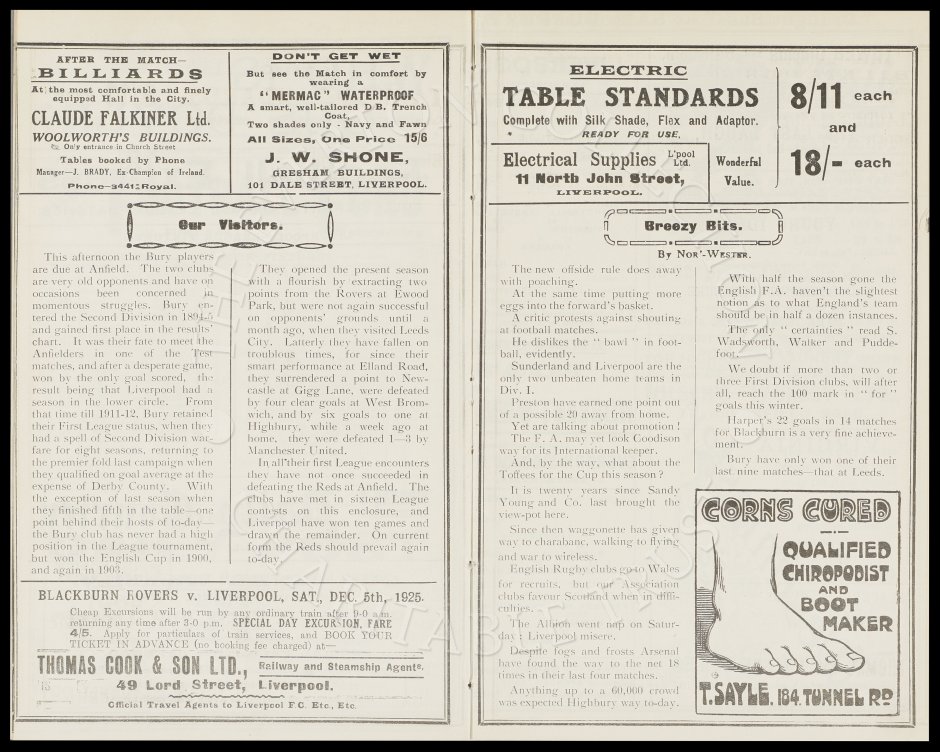 AFTER THE MATCH—
BILLIARDS
At the most comfortable and finely
equipped Hall in the City.
CLAUDE FALKINER Ltd.
WOOLWORTH'S BUILDINGS.
Only entrance in Church Street
Tables booked by Phone
Manager—J. BRADY, Ex-Champion of Ireland.
Phone—3441 Royal.
DON'T GET WET
But see the Match in comfort by
wearing a
"MERMAC" WATERPROOF
A smart, well-tailored D.B. Trench
Coat,
Two shades only - Navy and Fawn
All Sizes, One Price 15/6
J. W. SHONE,
GRESHAM BUILDINGS,
101 DALE STREET, LIVERPOOL.
Our Visitors.
This afternoon the Bury players
are due at Anfield. The two clubs
are very old opponents and have on
occasions been concerned in
momentous struggles. Bury en-
tered the Second Division in 1894-5
and gained first place in the results'
chart. It was their fate to meet the
Anfielders in one of the Test
matches, and after a desperate game,
won by the only goal scored, the
result being that Liverpool had a
season in the lower circle. From
that time till 1911-12, Bury retained
their First League status, when they
had a spell of Second Division war-
fare for eight seasons, returning to
the premier fold last campaign when
they qualified on goal average at the
expense of Derby County. With
the exception of last season when
they finished fifth in the table—one
point behind their hosts of to-day—
the Bury club has never had a high
position in the League tournament,
but won the English Cup in 1900,
and again in 1903.
They opened the present season
with a flourish by extracting two
points from the Rovers at Ewood
Park, but were not again successful
on opponents' grounds until a
month ago, when they visited Leeds
City. Latterly they have fallen on
troublous times, for since their
smart performance at Elland Road,
they surrendered a point to New-
castle at Gigg Lane, were defeated
by four clear goals at West Brom-
wich, and by six goals to one at
Highbury, while a week ago at
home, they were defeated 1—3 by
Manchester United.
In all their first League encounters
they have not once succeeded in
defeating the Reds at Anfield. The
clubs have met in sixteen League
contests on this enclosure, and
Liverpool have won ten games and
drawn the remainder. On current
form the Reds should prevail again
to-day.
BLACKBURN ROVERS v. LIVERPOOL, SAT., DEC. 5th, 1925.
Cheap Excursions will be run by any ordinary train after 9-0 a.m.
returning any time after 3-0 p.m. SPECIAL DAY EXCURSION, FARE
4/5. Apply for particulars of train services, and BOOK YOUR
TICKET IN ADVANCE (no booking fee charged) at—
THOMAS COOK & SON LTD., Railway and Steamship Agents.
49 Lord Street, Liverpool.
Official Travel Agents to Liverpool F.C. Etc., Etc.
ELECTRIC
TABLE STANDARDS
Complete with Silk Shade, Flex and Adaptor.
READY FOR USE.
8/11 each
and
18/- each
Electrical Supplies L'pool Ltd.
11 North John Street,
LIVERPOOL.
Wonderful
Value.
Breezy Bits.
By Nor'-Wester.
The new offside rule does away
with poaching.
At the same time putting more
eggs into the forward's basket.
A critic protests against shouting
at football matches.
He dislikes the "bawl" in foot-
ball, evidently.
Sunderland and Liverpool are the
only two unbeaten home teams in
Div. I.
Preston have earned one point out
of a possible 20 away from home.
Yet are talking about promotion!
The F. A. may yet look Goodison
way for its International keeper.
And, by the way, what about the
Toffees for the Cup this season?
It is twenty years since Sandy
Young and Co. last brought the
view-pot here.
Since then waggonette has given
way to charabanc, walking to flying
and war to wireless.
English Rugby clubs go to Wales
for recruits, but our Association
clubs favour Scotland when in diffi-
culties.
The Albion went nap on Satur-
day: Liverpool misere.
Despite fogs and frosts Arsenal
have found the way to the net 18
times in their last four matches.
Anything up to a 60,000 crowd
was expected Highbury way to-day.
With half the season gone the
English F.A. haven't the slightest
notion as to what England's team
should be in half a dozen instances.
The only "certainties" read S.
Wadsworth, Walker and Pudde-
foot.
We doubt if more than two or
three First Division clubs, will after
all, reach the 100 mark in "for"
goals this winter.
Harper's 22 goals in 14 matches
for Blackburn is a very fine achieve-
ment.
Bury have only won one of their
last nine matches—that at Leeds.
CORNS CURED
QUALIFIED
CHIROPODIST
AND
BOOT
MAKER
T. SAYLE. 184. TUNNEL RD